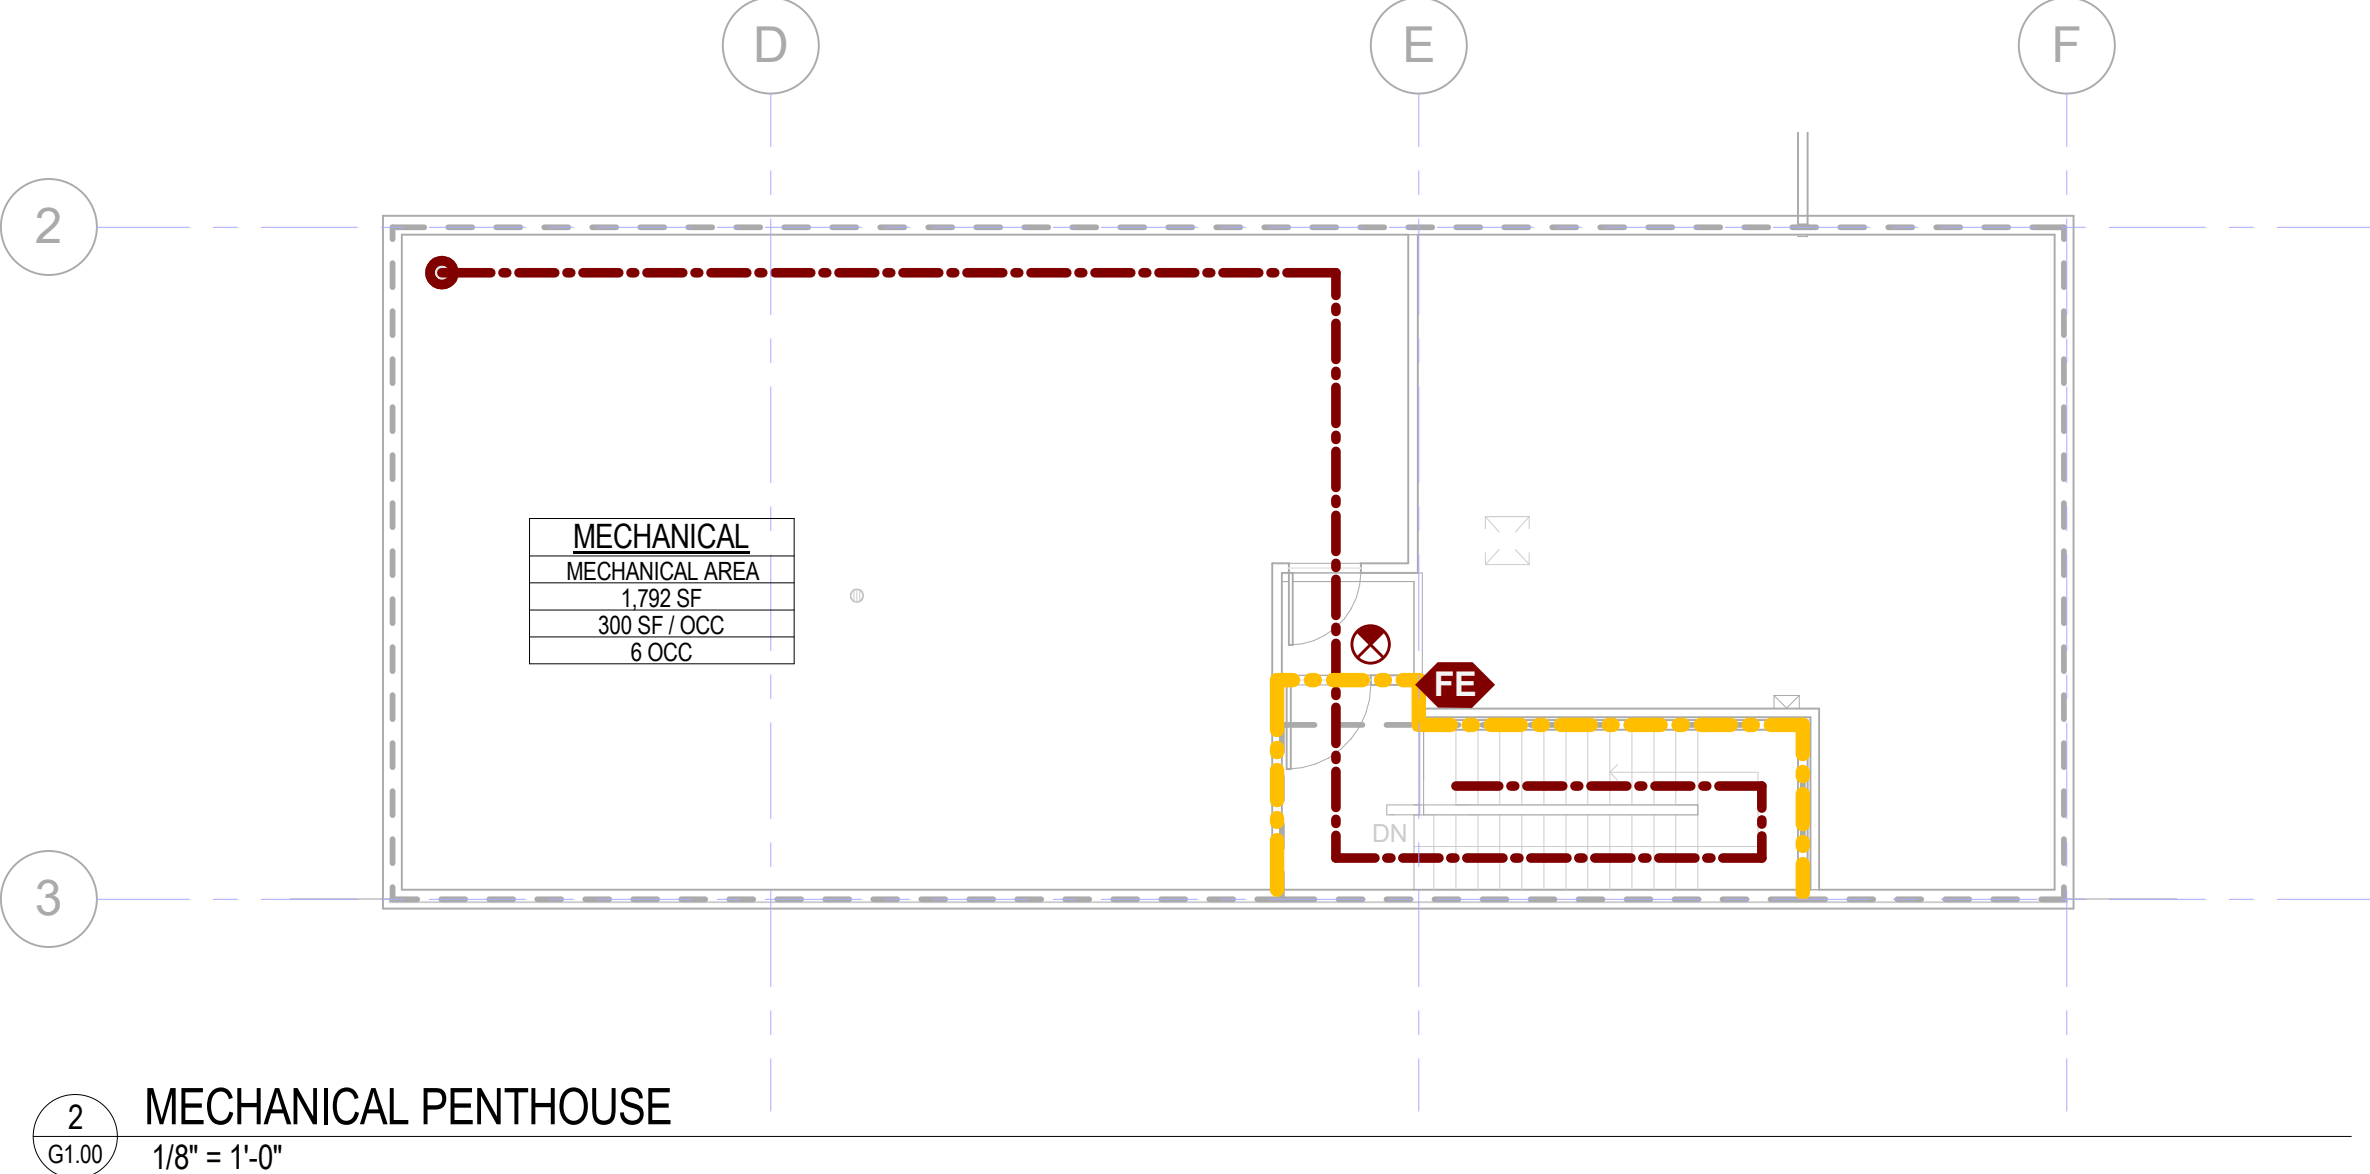 D
E
F
2
MECHANICAL
MECHANICAL AREA
1,792 SF
300 SF / OCC
6 OCC
FE
DN
3
2
G1.00
MECHANICAL PENTHOUSE
1/8" = 1'-0"